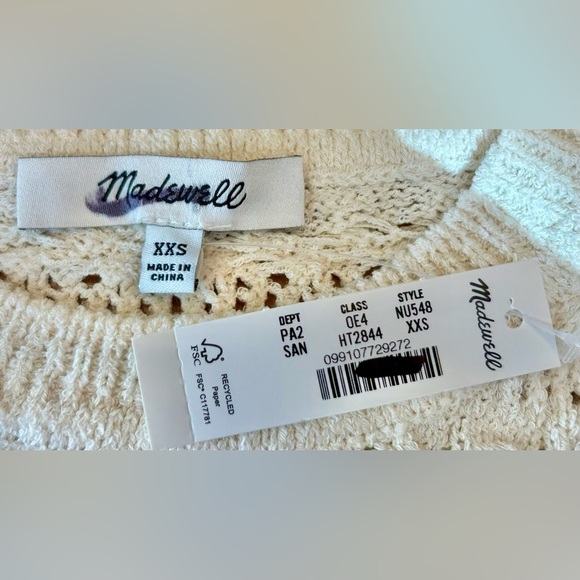 Madewell
XXS
MADE IN
CHINA
DEPT CLASS STYLE
PA2 OE4 NU548
SAN HT2844 XXS
099107729272
Madewell
FSC
FSC® C117781
RECYCLED
Paper